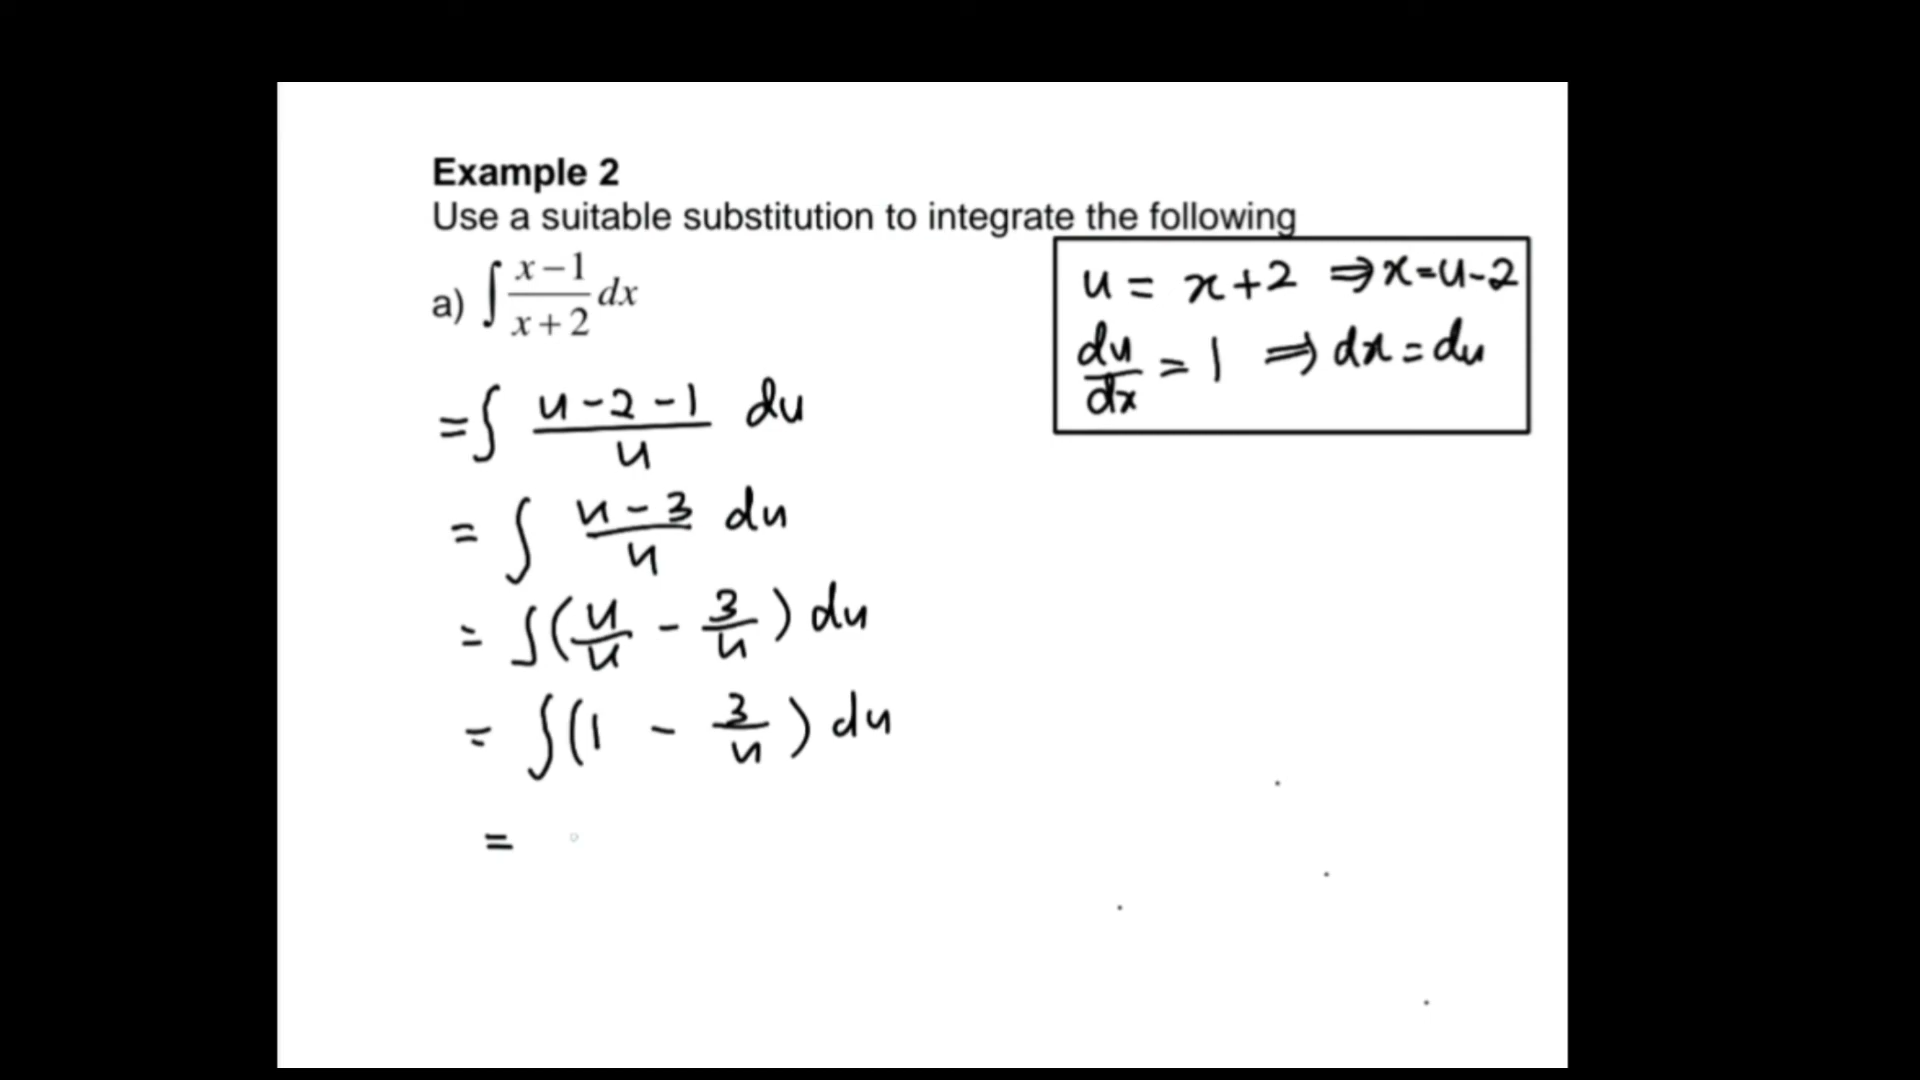 Example 2
Use a suitable substitution to integrate the following
a) ∫ (x−1)/(x+2) dx
u = x+2 ⇒ x=u-2
du/dx = 1 ⇒ dx = du
= ∫ (u-2-1)/u du
= ∫ (u-3)/u du
= ∫ (u/u - 3/u) du
= ∫ (1 - 3/u) du
=